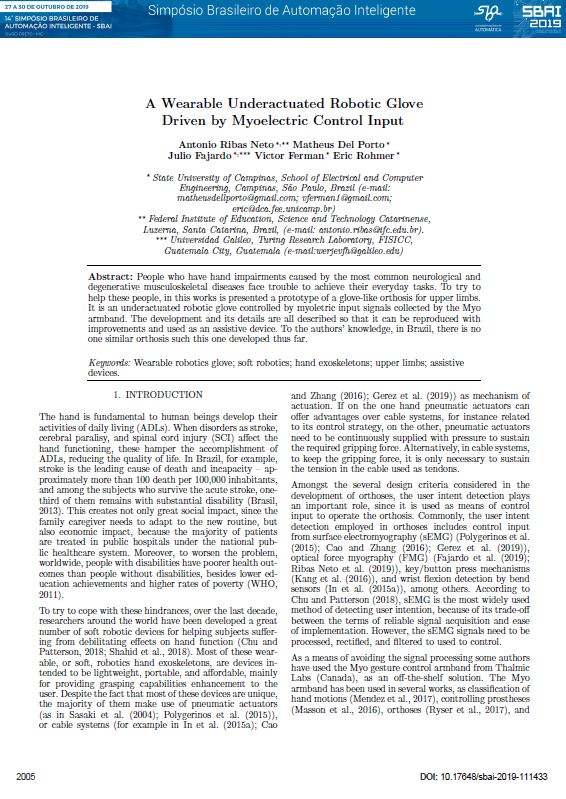 27 A 30 DE OUTUBRO DE 2019
14º SIMPÓSIO BRASILEIRO DE
AUTOMAÇÃO INTELIGENTE - SBAI
OURO PRETO - MG
Simpósio Brasileiro de Automação Inteligente
SBAI
2019
A Wearable Underactuated Robotic Glove
Driven by Myoelectric Control Input
Antonio Ribas Neto *,** Matheus Del Porto *
Julio Fajardo *,*** Victor Ferman * Eric Rohmer *
* State University of Campinas, School of Electrical and Computer
Engineering, Campinas, São Paulo, Brazil (e-mail:
matheusdellporto@gmail.com; vferman1@gmail.com;
eric@dca.fee.unicamp.br)
** Federal Institute of Education, Science and Technology Catarinense,
Luzerna, Santa Catarina, Brazil, (e-mail: antonio.ribas@ifc.edu.br).
*** Universidad Galileo, Turing Research Laboratory, FISICC,
Guatemala City, Guatemala (e-mail:werjevfh@galileo.edu)
Abstract: People who have hand impairments caused by the most common neurological and
degenerative musculoskeletal diseases face trouble to achieve their everyday tasks. To try to
help these people, in this works is presented a prototype of a glove-like orthosis for upper limbs.
It is an underactuated robotic glove controlled by myoletric input signals collected by the Myo
armband. The development and its details are all described so that it can be reproduced with
improvements and used as an assistive device. To the authors' knowledge, in Brazil, there is no
one similar orthosis such this one developed thus far.
Keywords: Wearable robotics glove; soft robotics; hand exoskeletons; upper limbs; assistive
devices.
1. INTRODUCTION
The hand is fundamental to human beings develop their
activities of daily living (ADLs). When disorders as stroke,
cerebral paralisy, and spinal cord injury (SCI) affect the
hand functioning, these hamper the accomplishment of
ADLs, reducing the quality of life. In Brazil, for example,
stroke is the leading cause of death and incapacity – ap-
proximately more than 100 death per 100,000 inhabitants,
and among the subjects who survive the acute stroke, one-
third of them remains with substantial disability (Brasil,
2013). This creates not only great social impact, since the
family caregiver needs to adapt to the new routine, but
also economic impact, because the majority of patients
are treated in public hospitals under the national pub-
lic healthcare system. Moreover, to worsen the problem,
worldwide, people with disabilities have poorer health out-
comes than people without disabilities, besides lower ed-
ucation achievements and higher rates of poverty (WHO,
2011).
To try to cope with these hindrances, over the last decade,
researchers around the world have been developed a great
number of soft robotic devices for helping subjects suffer-
ing from debilitating effects on hand function (Chu and
Patterson, 2018; Shahid et al., 2018). Most of these wear-
able, or soft, robotics hand exoskeletons, are devices in-
tended to be lightweight, portable, and affordable, mainly
for providing grasping capabilities enhancement to the
user. Despite the fact that most of these devices are unique,
the majority of them make use of pneumatic actuators
(as in Sasaki et al. (2004); Polygerinos et al. (2015)),
or cable systems (for example in In et al. (2015a); Cao
and Zhang (2016); Gerez et al. (2019)) as mechanism of
actuation. If on the one hand pneumatic actuators can
offer advantages over cable systems, for instance related
to its control strategy, on the other, pneumatic actuators
need to be continuously supplied with pressure to sustain
the required gripping force. Alternatively, in cable systems,
to keep the gripping force, it is only necessary to sustain
the tension in the cable used as tendons.
Amongst the several design criteria considered in the
development of orthoses, the user intent detection plays
an important role, since it is used as means of control
input to operate the orthosis. Commonly, the user intent
detection employed in orthoses includes control input
from surface electromyography (sEMG) (Polygerinos et al.
(2015); Cao and Zhang (2016); Gerez et al. (2019)),
optical force myography (FMG) (Fajardo et al. (2019);
Ribas Neto et al. (2019)), key/button press mechanisms
(Kang et al. (2016)), and wrist flexion detection by bend
sensors (In et al. (2015a)), among others. According to
Chu and Patterson (2018), sEMG is the most widely used
method of detecting user intention, because of its trade-off
between the terms of reliable signal acquisition and ease
of implementation. However, the sEMG signals need to be
processed, rectified, and filtered to used to control.
As a means of avoiding the signal processing some authors
have used the Myo gesture control armband from Thalmic
Labs (Canada), as an off-the-shelf solution. The Myo
armband has been used in several works, as classification of
hand motions (Mendez et al., 2017), controlling prostheses
(Masson et al., 2016), orthoses (Ryser et al., 2017), and
2005
DOI: 10.17648/sbai-2019-111433